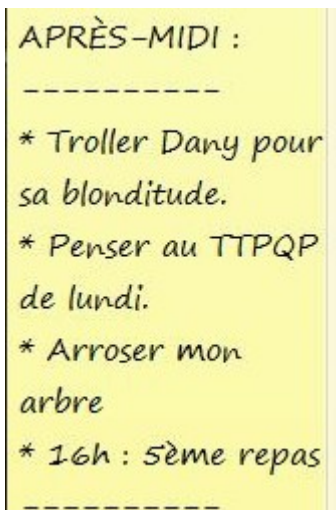 APRÈS-MIDI :
----------
* Troller Dany pour
sa blonditude.
* Penser au TTPQP
de lundi.
* Arroser mon
arbre
* 16h : 5ème repas
----------